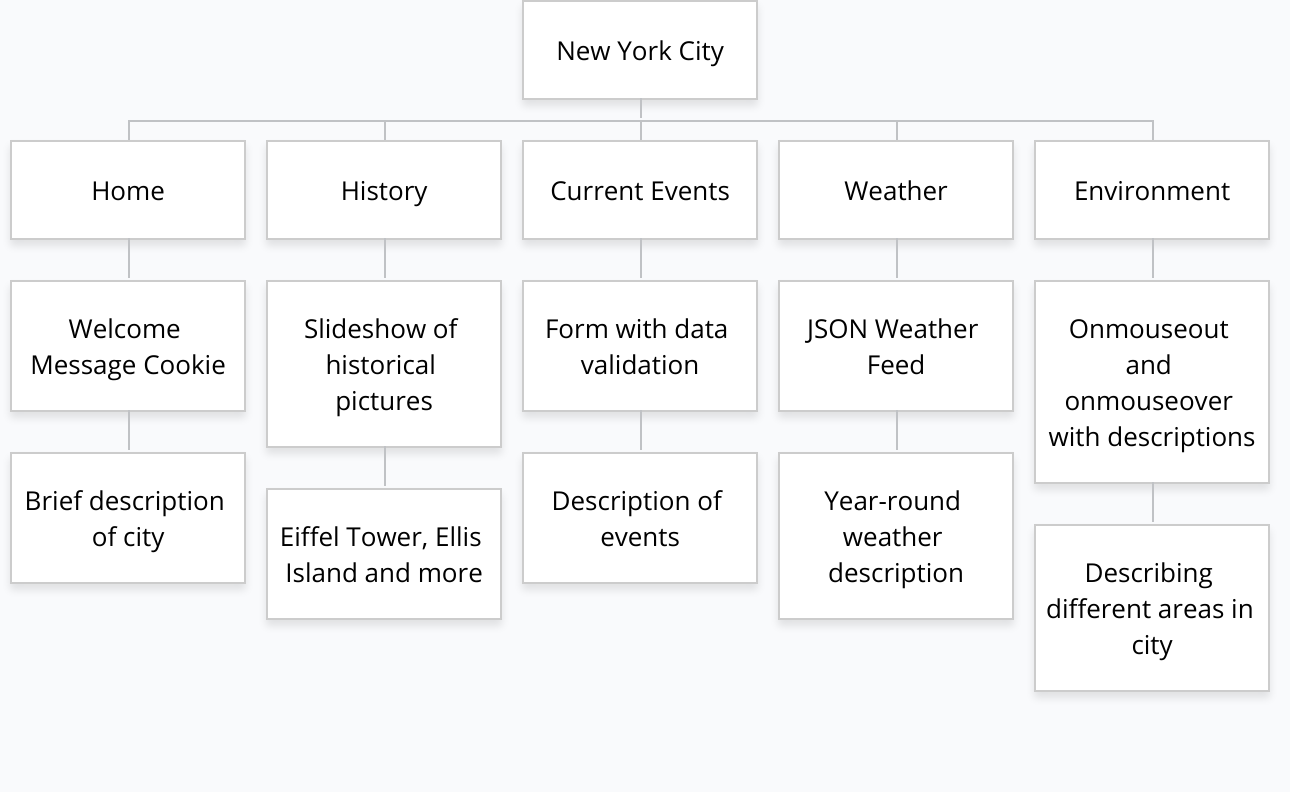 New York City
Home
History
Current Events
Weather
Environment
Welcome
Message Cookie
Slideshow of
historical
pictures
Form with data
validation
JSON Weather
Feed
Onmouseout
and
onmouseover
with descriptions
Brief description
of city
Eiffel Tower, Ellis
Island and more
Description of
events
Year-round
weather
description
Describing
different areas in
city